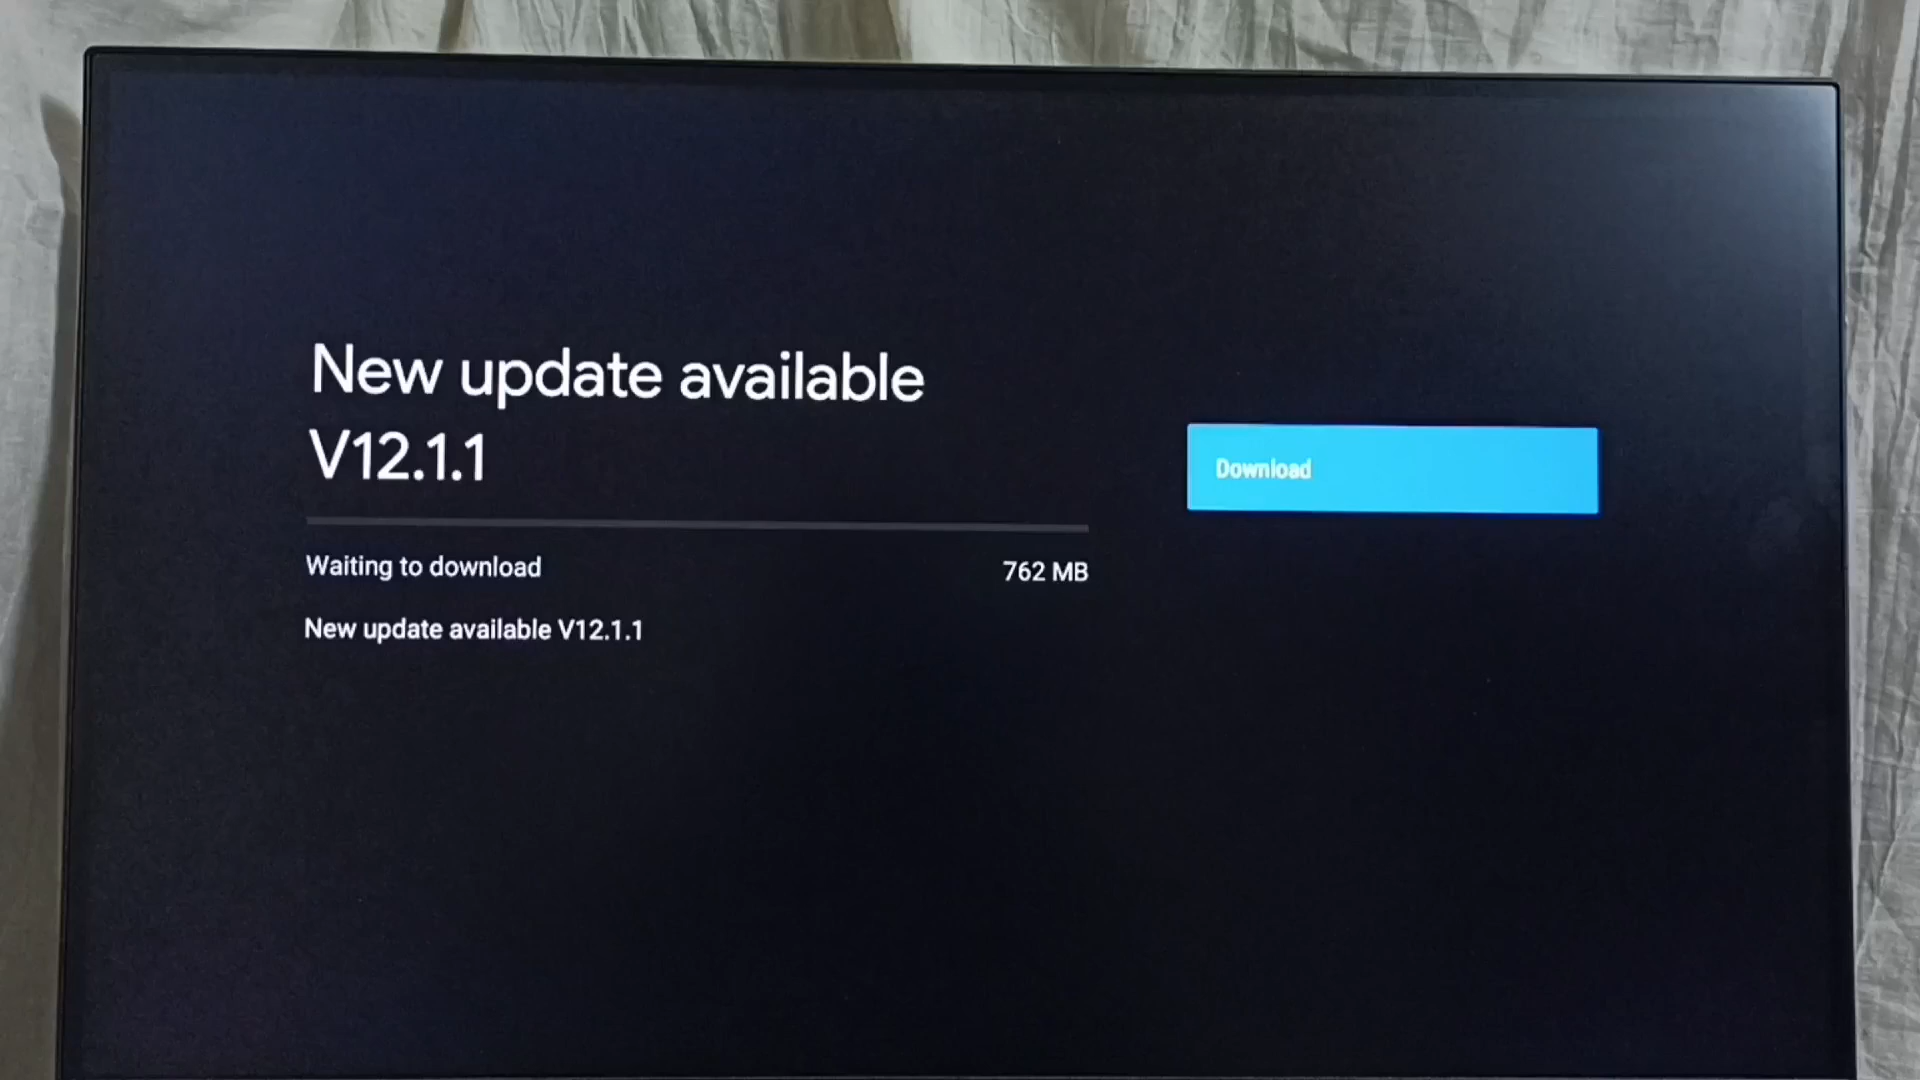 New update available
V12.1.1
Download
Waiting to download
762 MB
New update available V12.1.1